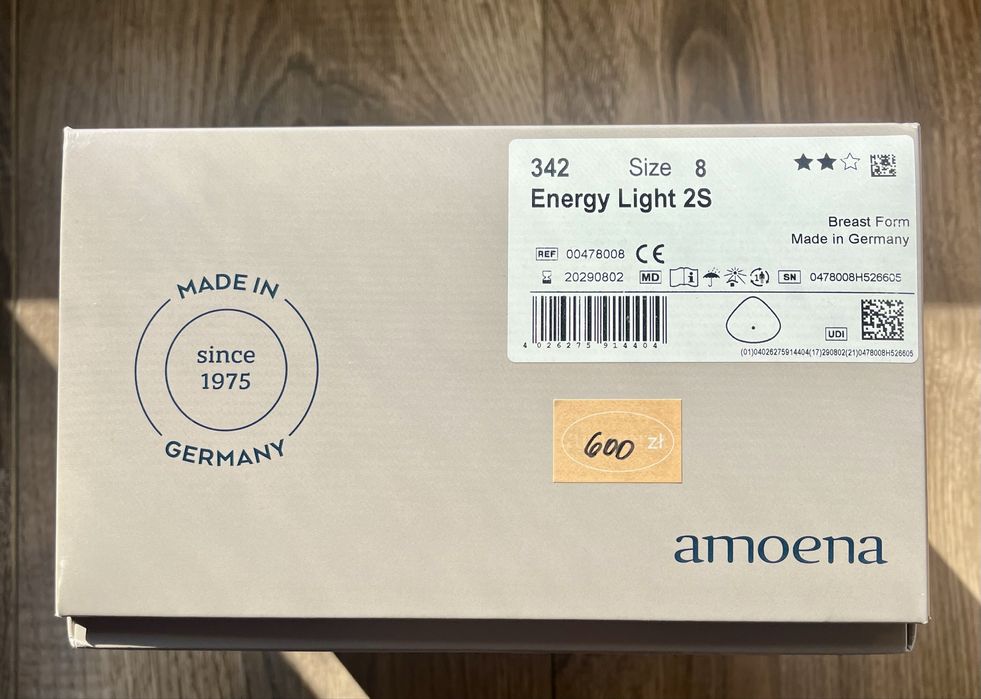 342 Size 8
Energy Light 2S
Breast Form
Made in Germany
REF 00478008 CE
20290802 MD SN 0478008H526605
4 026275 914404
UDI
(01)04026275914404(17)290802(21)0478008H526605
MADE IN
since
1975
GERMANY
600 zł
amoena